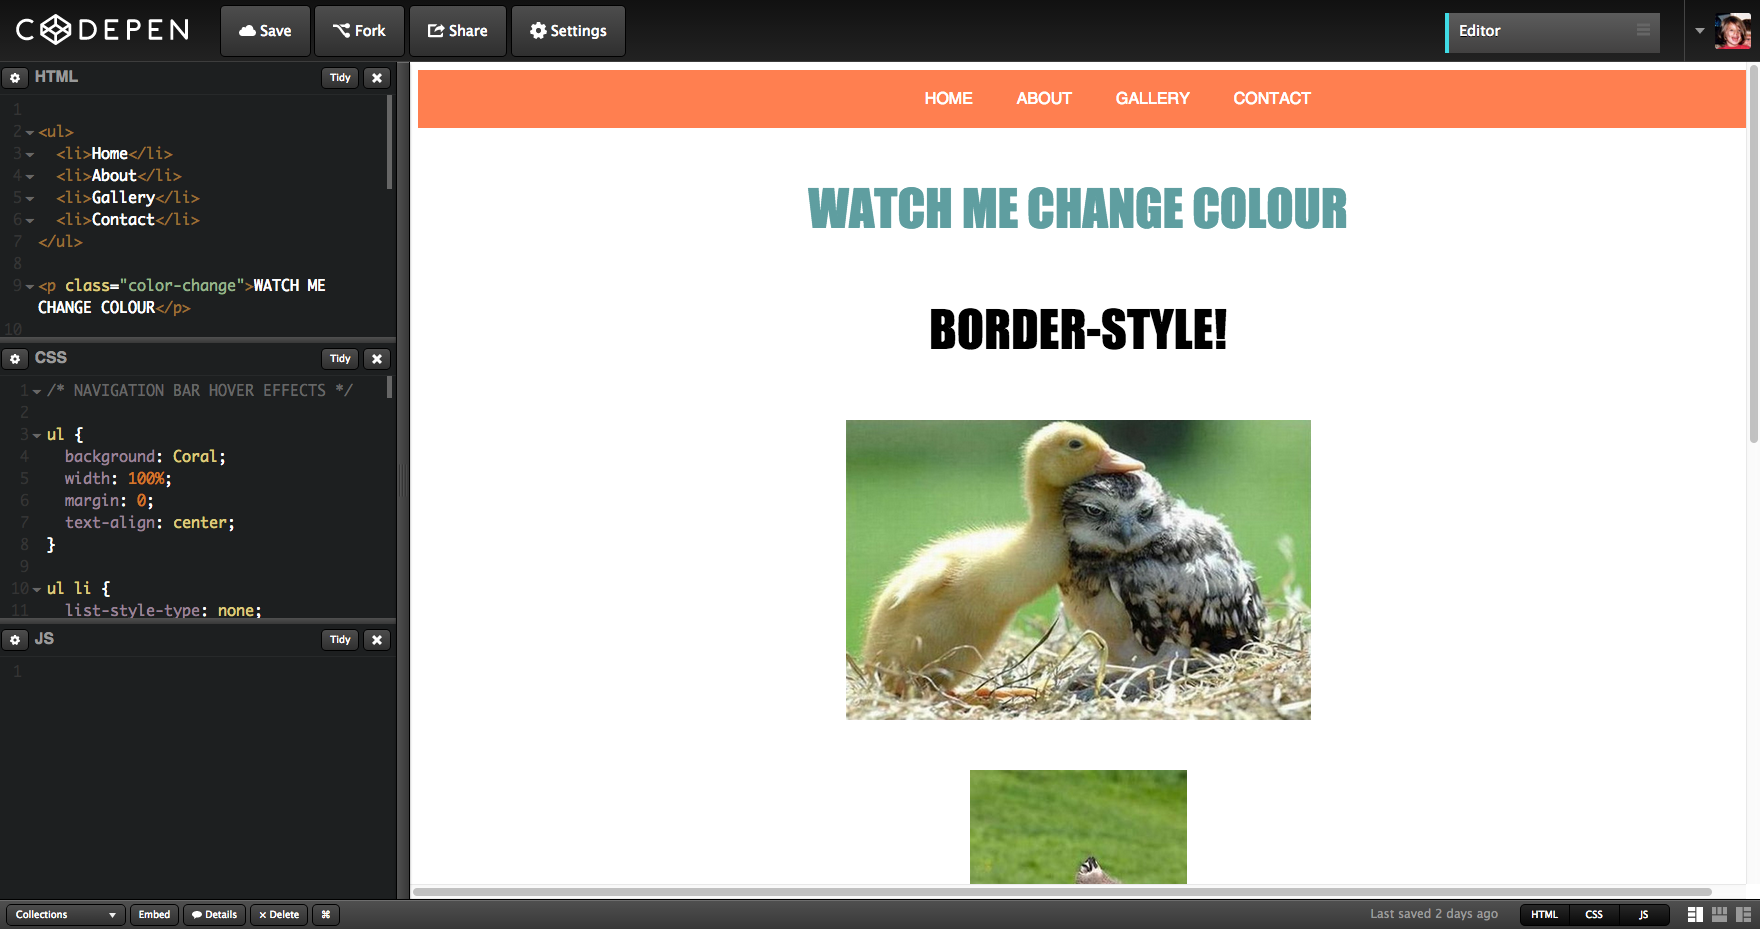 CODEPEN
Save
Fork
Share
Settings
Editor
HTML
Tidy
1
2 <ul>
3 <li>Home</li>
4 <li>About</li>
5 <li>Gallery</li>
6 <li>Contact</li>
7 </ul>
8
9 <p class="color-change">WATCH ME
CHANGE COLOUR</p>
10
CSS
Tidy
1 /* NAVIGATION BAR HOVER EFFECTS */
2
3 ul {
4 background: Coral;
5 width: 100%;
6 margin: 0;
7 text-align: center;
8 }
9
10 ul li {
11 list-style-type: none;
JS
Tidy
1
HOME ABOUT GALLERY CONTACT
WATCH ME CHANGE COLOUR
BORDER-STYLE!
Collections
Embed
Details
× Delete
⌘
Last saved 2 days ago
HTML
CSS
JS